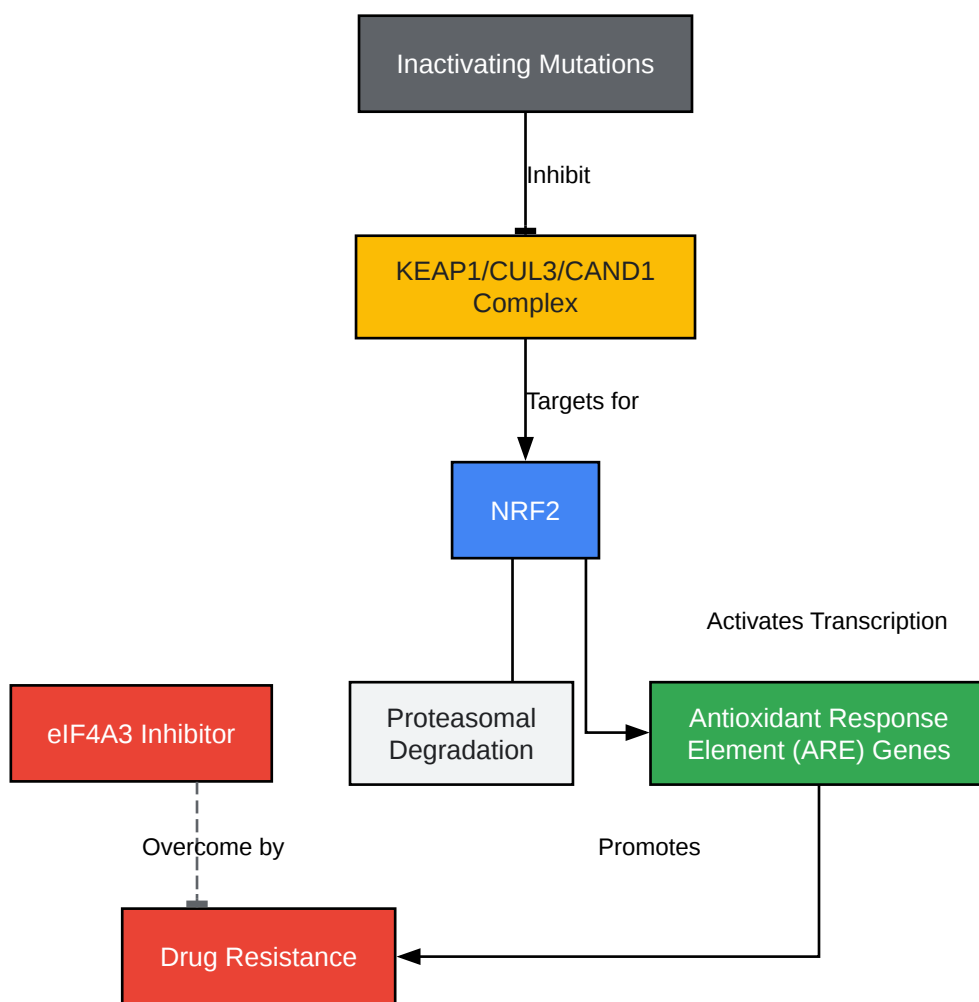 Inactivating Mutations
Inhibit
KEAP1/CUL3/CAND1
Complex
Targets for
NRF2
Activates Transcription
eIF4A3 Inhibitor
Proteasomal
Degradation
Antioxidant Response
Element (ARE) Genes
Overcome by
Promotes
Drug Resistance